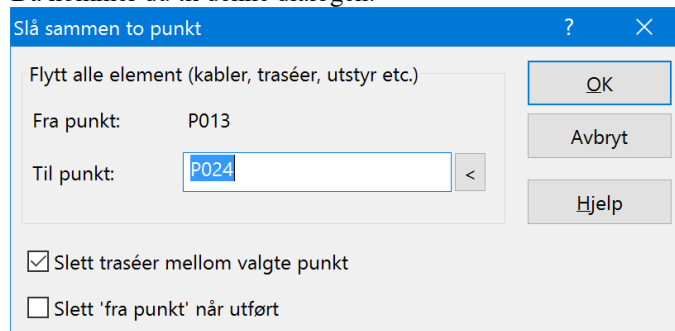 Slå sammen to punkt
Flytt alle element (kabler, traséer, utstyr etc.)
OK
Fra punkt: P013
Avbryt
Til punkt: P024 <
Hjelp
Slett traséer mellom valgte punkt
Slett 'fra punkt' når utført